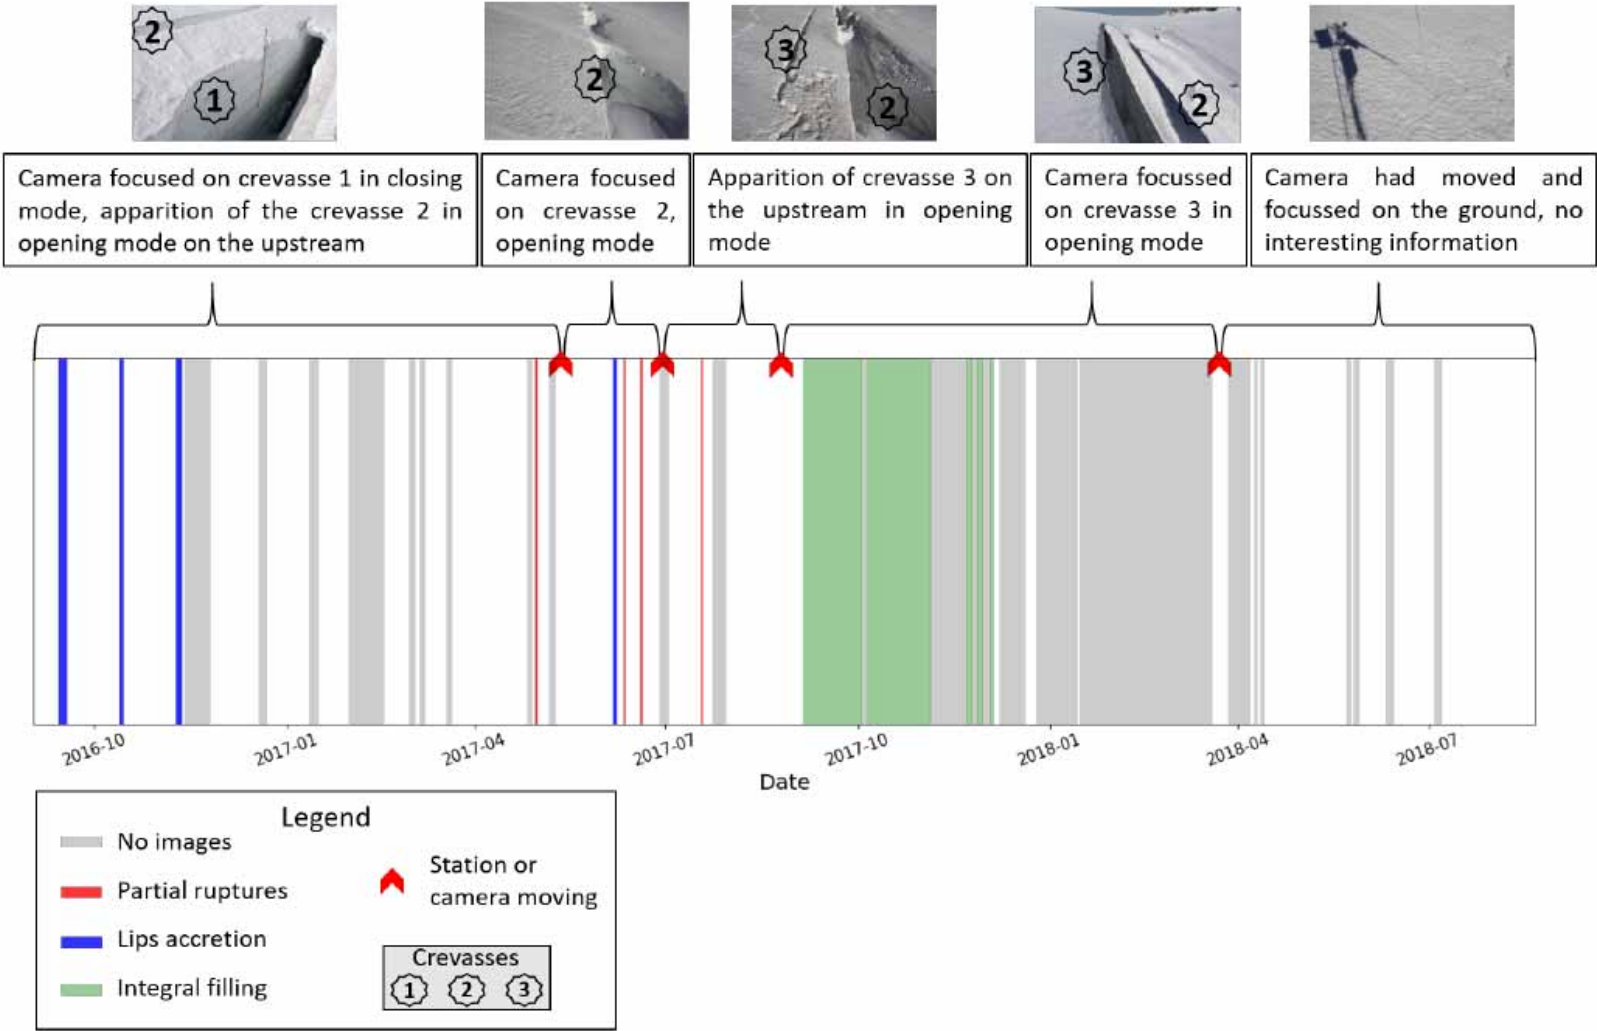 2
1
2
3
2
3
2
Camera focused on crevasse 1 in closing
mode, apparition of the crevasse 2 in
opening mode on the upstream
Camera focused
on crevasse 2,
opening mode
Apparition of crevasse 3 on
the upstream in opening
mode
Camera focussed
on crevasse 3 in
opening mode
Camera had moved and
focussed on the ground, no
interesting information
2016-10
2017-01
2017-04
2017-07
2017-10
2018-01
2018-04
2018-07
Date
Legend
No images
Partial ruptures
Lips accretion
Integral filling
Station or
camera moving
Crevasses
1 2 3